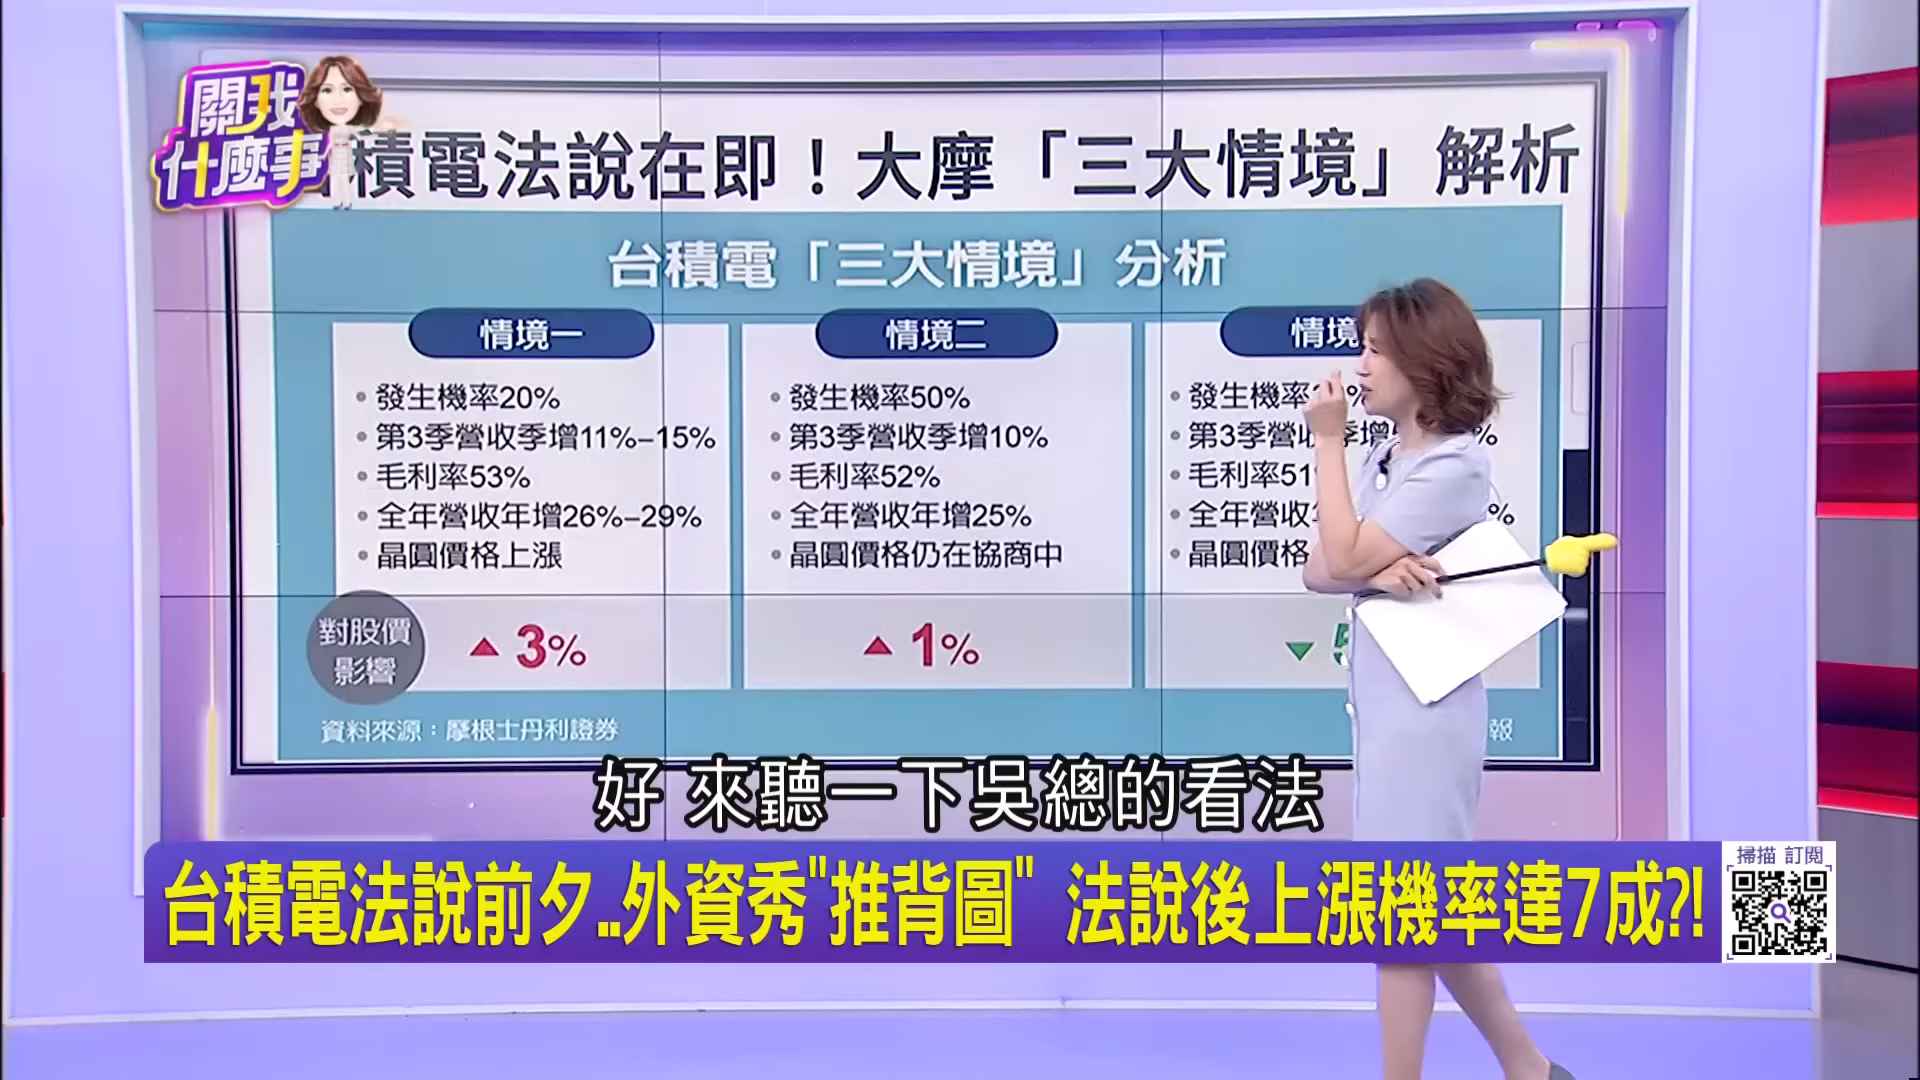 關我
什麼事
積電法說在即！大摩「三大情境」解析
台積電「三大情境」分析
情境一
• 發生機率20%
• 第3季營收季增11%–15%
• 毛利率53%
• 全年營收年增26%–29%
• 晶圓價格上漲
情境二
• 發生機率50%
• 第3季營收季增10%
• 毛利率52%
• 全年營收年增25%
• 晶圓價格仍在協商中
情境
• 發生機率
• 第3季營收季增 %
• 毛利率51
• 全年營收 %
• 晶圓價格
對股價
影響
▲ 3%
▲ 1%
▼
資料來源：摩根士丹利證券
報
好 來聽一下吳總的看法
台積電法說前夕..外資秀"推背圖" 法說後上漲機率達7成?!
掃描 訂閱